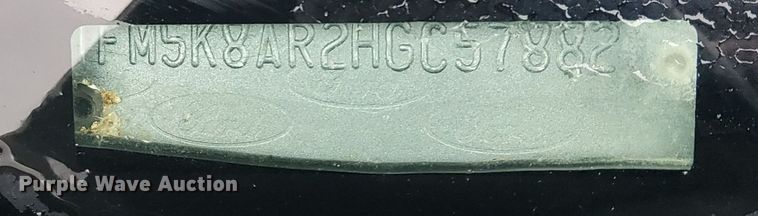 FM5K8AR2HGC57882
Purple Wave Auction